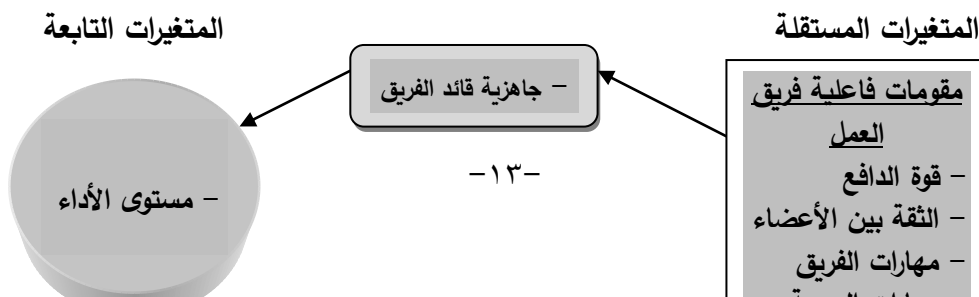 المتغيرات المستقلة
المتغيرات التابعة
مقومات فاعلية فريق
العمل
- قوة الدافع
- الثقة بين الأعضاء
- مهارات الفريق
- جاهزية قائد الفريق
- مستوى الأداء
-١٣-